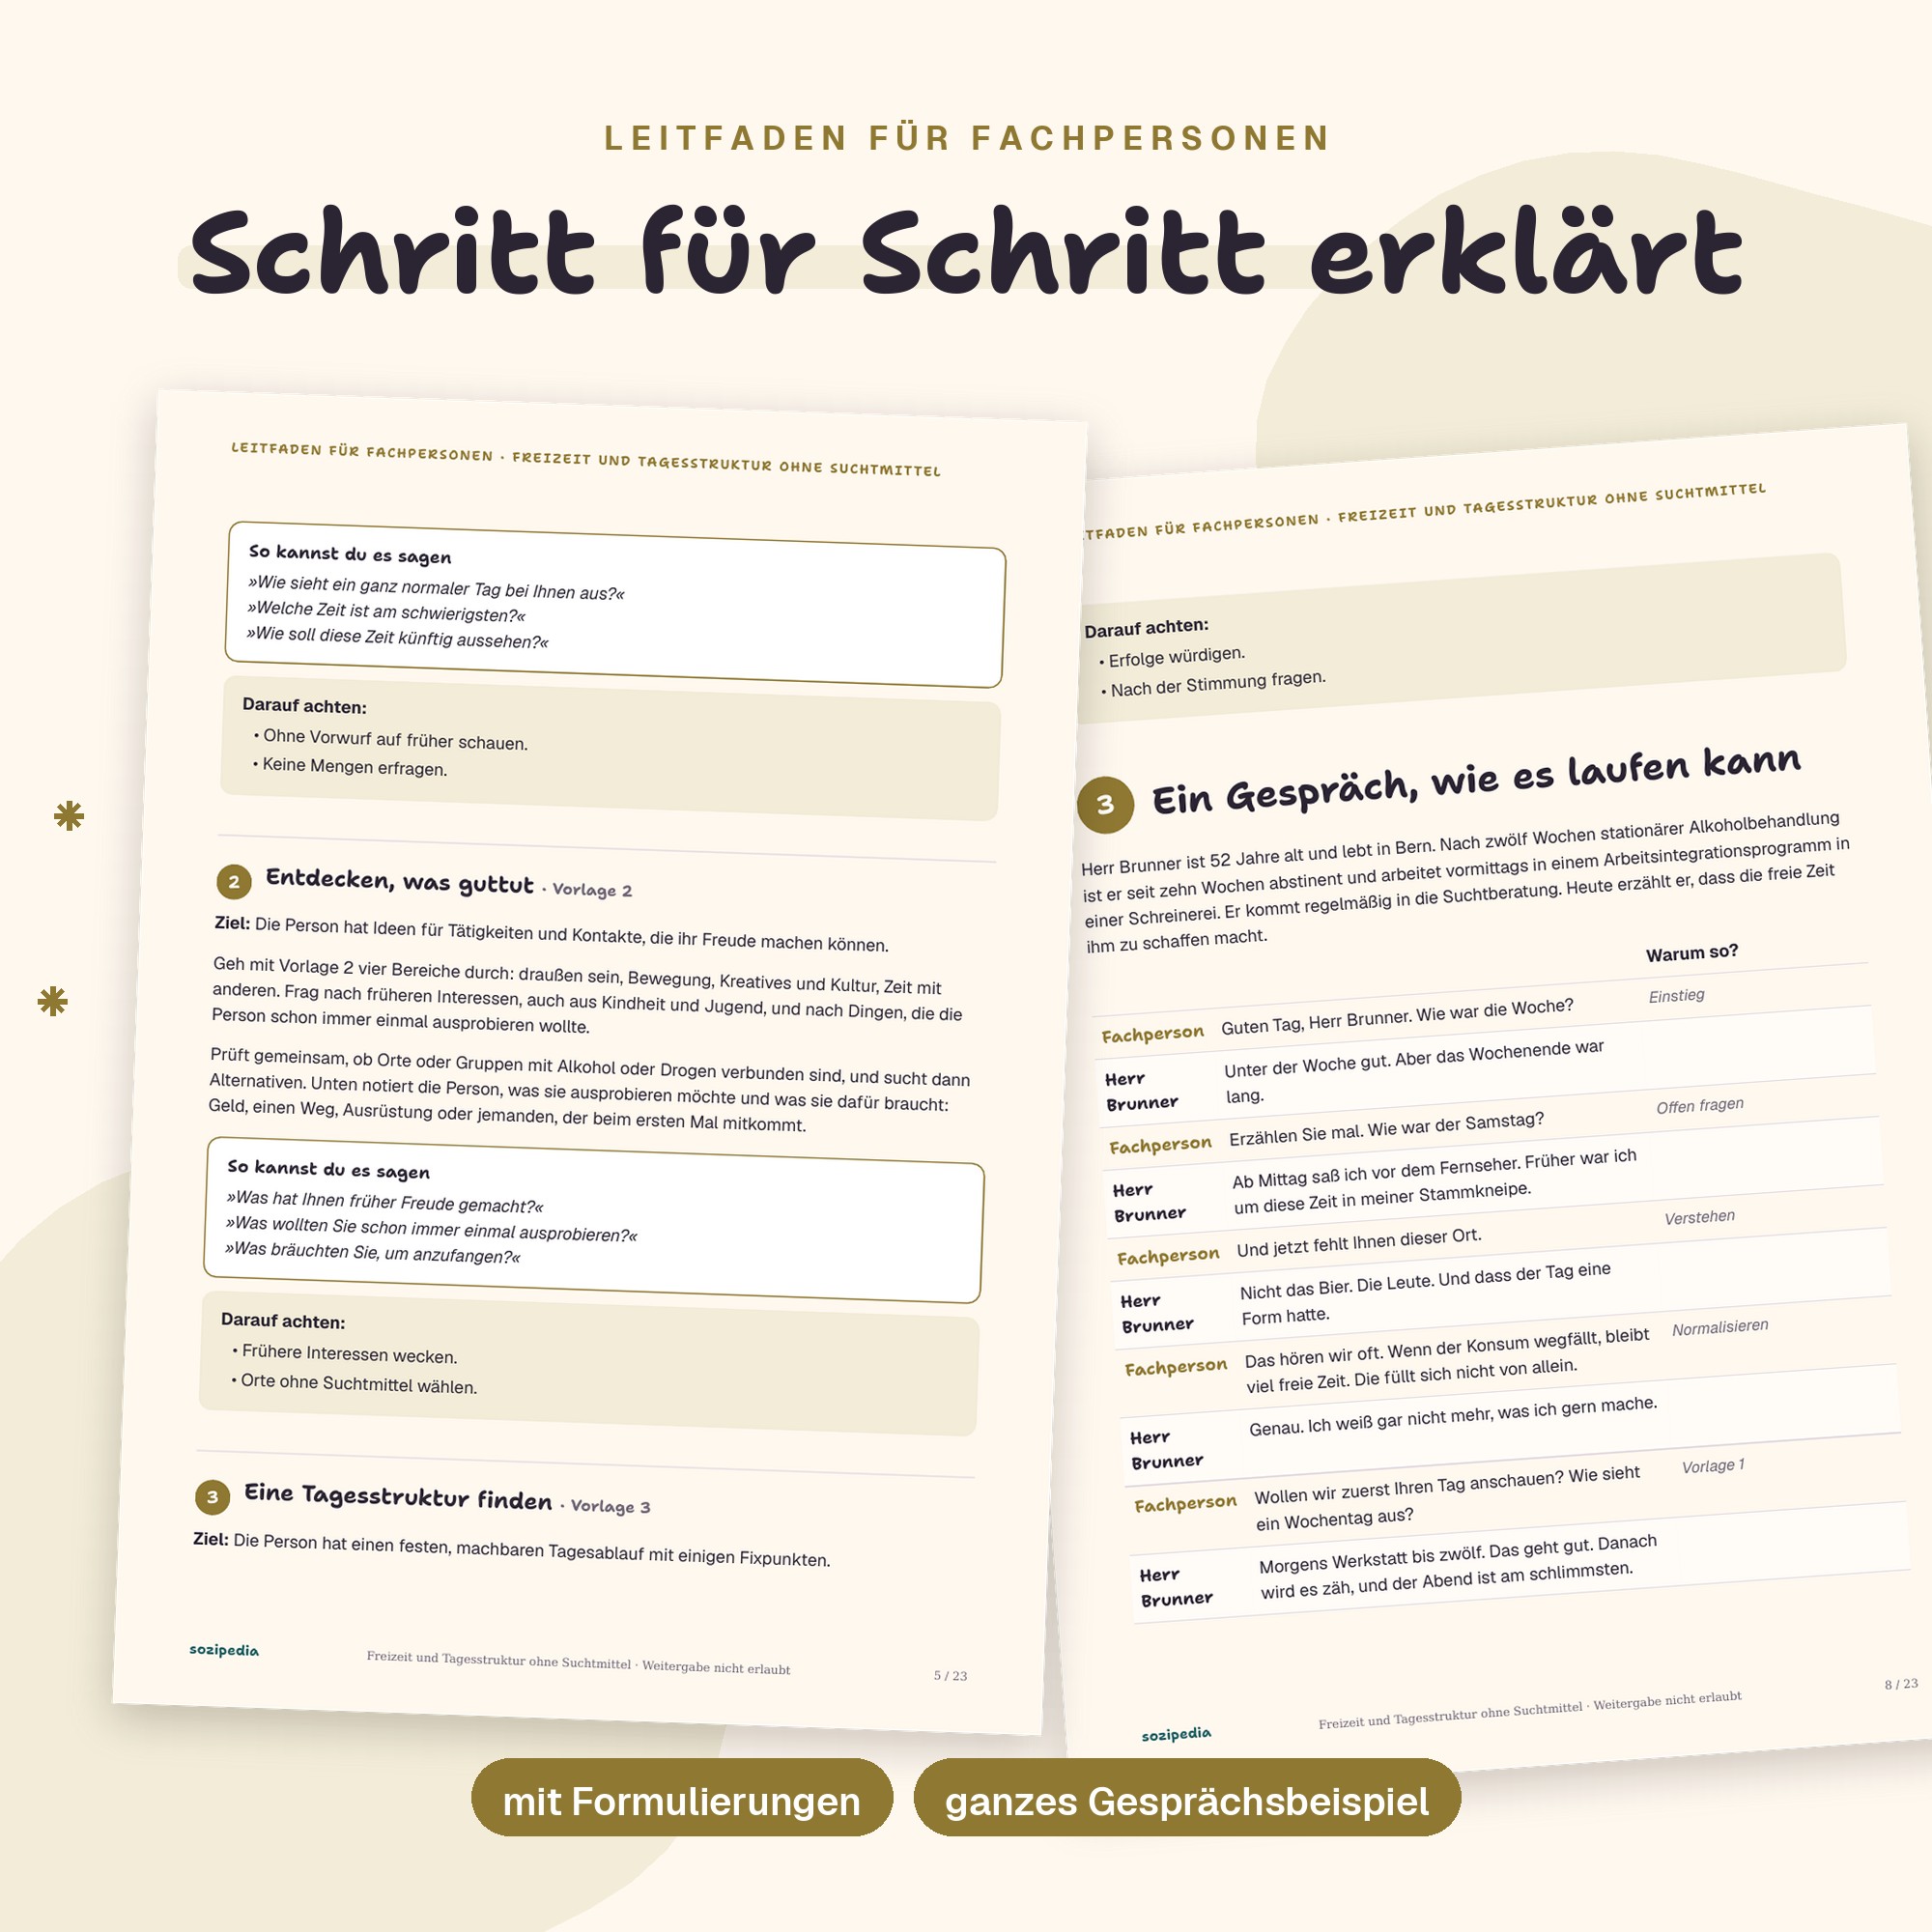 LEITFADEN FÜR FACHPERSONEN
Schritt für Schritt erklärt
LEITFADEN FÜR FACHPERSONEN · FREIZEIT UND TAGESSTRUKTUR OHNE SUCHTMITTEL
So kannst du es sagen
»Wie sieht ein ganz normaler Tag bei Ihnen aus?«
»Welche Zeit ist am schwierigsten?«
»Wie soll diese Zeit künftig aussehen?«
Darauf achten:
• Ohne Vorwurf auf früher schauen.
• Keine Mengen erfragen.
2 Entdecken, was guttut · Vorlage 2
Ziel: Die Person hat Ideen für Tätigkeiten und Kontakte, die ihr Freude machen können.
Geh mit Vorlage 2 vier Bereiche durch: draußen sein, Bewegung, Kreatives und Kultur, Zeit mit
anderen. Frag nach früheren Interessen, auch aus Kindheit und Jugend, und nach Dingen, die die
Person schon immer einmal ausprobieren wollte.
Prüft gemeinsam, ob Orte oder Gruppen mit Alkohol oder Drogen verbunden sind, und sucht dann
Alternativen. Unten notiert die Person, was sie ausprobieren möchte und was sie dafür braucht:
Geld, einen Weg, Ausrüstung oder jemanden, der beim ersten Mal mitkommt.
So kannst du es sagen
»Was hat Ihnen früher Freude gemacht?«
»Was wollten Sie schon immer einmal ausprobieren?«
»Was bräuchten Sie, um anzufangen?«
Darauf achten:
• Frühere Interessen wecken.
• Orte ohne Suchtmittel wählen.
3 Eine Tagesstruktur finden · Vorlage 3
Ziel: Die Person hat einen festen, machbaren Tagesablauf mit einigen Fixpunkten.
sozipedia
Freizeit und Tagesstruktur ohne Suchtmittel · Weitergabe nicht erlaubt
5 / 23
TFADEN FÜR FACHPERSONEN · FREIZEIT UND TAGESSTRUKTUR OHNE SUCHTMITTEL
Darauf achten:
• Erfolge würdigen.
• Nach der Stimmung fragen.
3 Ein Gespräch, wie es laufen kann
Herr Brunner ist 52 Jahre alt und lebt in Bern. Nach zwölf Wochen stationärer Alkoholbehandlung
ist er seit zehn Wochen abstinent und arbeitet vormittags in einem Arbeitsintegrationsprogramm in
einer Schreinerei. Er kommt regelmäßig in die Suchtberatung. Heute erzählt er, dass die freie Zeit
ihm zu schaffen macht.
Warum so?
Fachperson Guten Tag, Herr Brunner. Wie war die Woche? Einstieg
Herr Brunner Unter der Woche gut. Aber das Wochenende war
lang.
Fachperson Erzählen Sie mal. Wie war der Samstag? Offen fragen
Herr Brunner Ab Mittag saß ich vor dem Fernseher. Früher war ich
um diese Zeit in meiner Stammkneipe.
Fachperson Und jetzt fehlt Ihnen dieser Ort. Verstehen
Herr Brunner Nicht das Bier. Die Leute. Und dass der Tag eine
Form hatte.
Fachperson Das hören wir oft. Wenn der Konsum wegfällt, bleibt Normalisieren
viel freie Zeit. Die füllt sich nicht von allein.
Herr Brunner Genau. Ich weiß gar nicht mehr, was ich gern mache.
Fachperson Wollen wir zuerst Ihren Tag anschauen? Wie sieht Vorlage 1
ein Wochentag aus?
Herr Brunner Morgens Werkstatt bis zwölf. Das geht gut. Danach
wird es zäh, und der Abend ist am schlimmsten.
sozipedia
Freizeit und Tagesstruktur ohne Suchtmittel · Weitergabe nicht erlaubt
8 / 23
mit Formulierungen
ganzes Gesprächsbeispiel